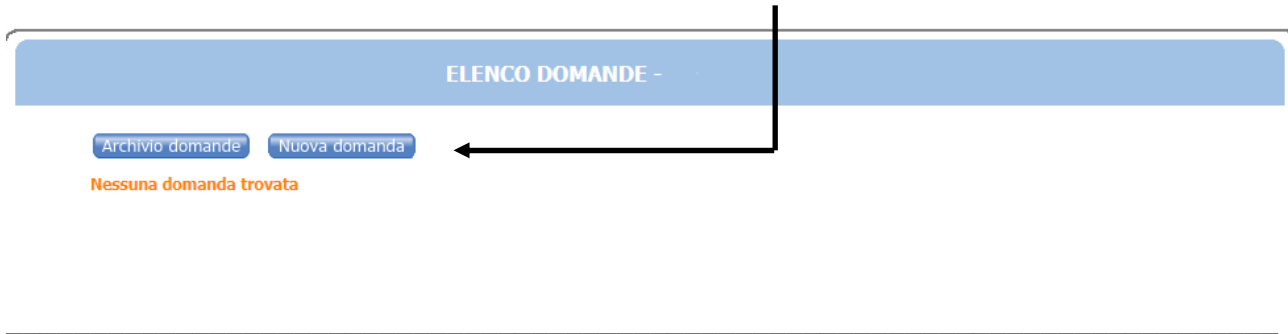 ELENCO DOMANDE -
Archivio domande Nuova domanda
Nessuna domanda trovata